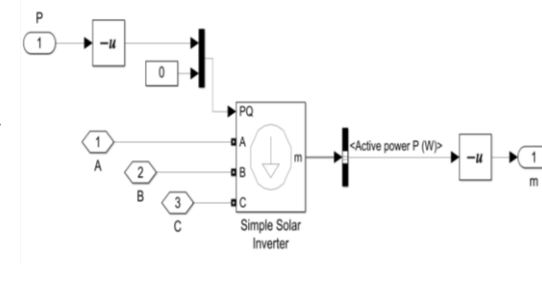 P
1
-u
0
PQ
1
A
A
m
<Active power P (W)>
-u
1
m
2
B
B
3
C
C
Simple Solar
Inverter